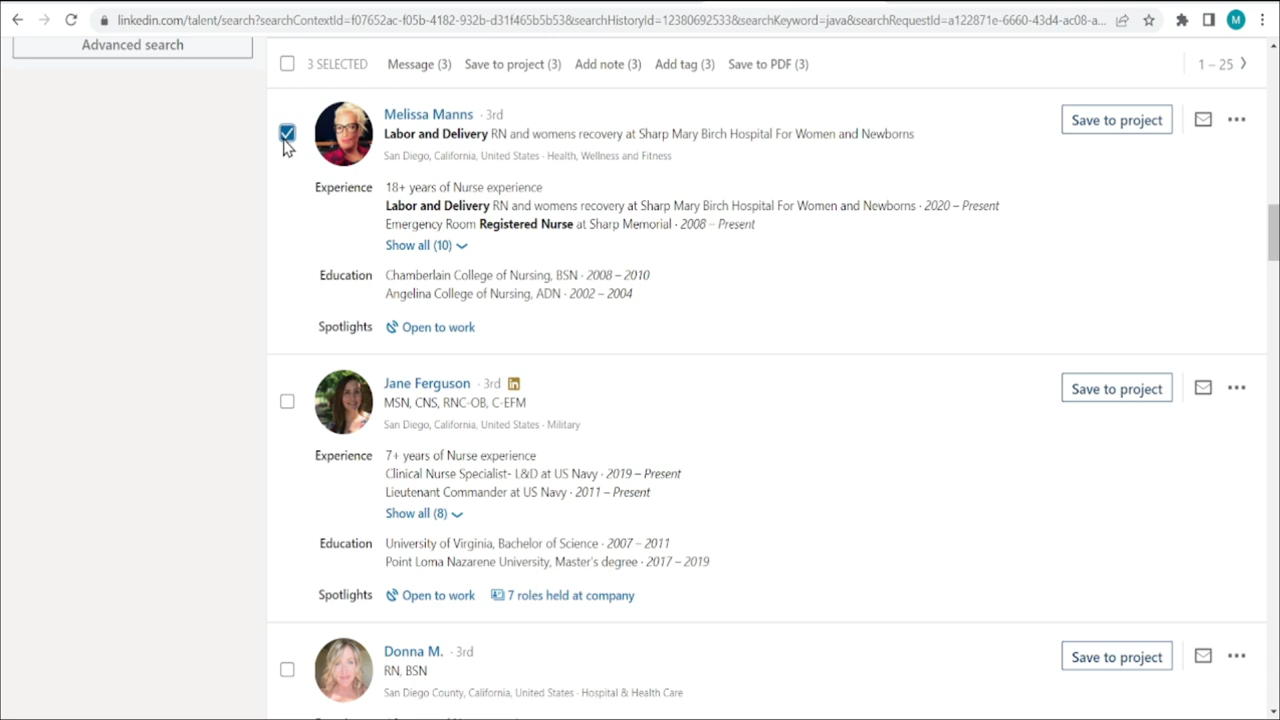 linkedin.com/talent/search?searchContextId=f07652ac-f05b-4182-932b-d31f465b5b53&searchHistoryId=12380692533&searchKeyword=java&searchRequestId=a122871e-6660-43d4-ac08-a... M
Advanced search
3 SELECTED Message (3) Save to project (3) Add note (3) Add tag (3) Save to PDF (3) 1 – 25
Melissa Manns · 3rd
Save to project
Labor and Delivery RN and womens recovery at Sharp Mary Birch Hospital For Women and Newborns
San Diego, California, United States · Health, Wellness and Fitness
Experience 18+ years of Nurse experience
Labor and Delivery RN and womens recovery at Sharp Mary Birch Hospital For Women and Newborns · 2020 – Present
Emergency Room Registered Nurse at Sharp Memorial · 2008 – Present
Show all (10)
Education Chamberlain College of Nursing, BSN · 2008 – 2010
Angelina College of Nursing, ADN · 2002 – 2004
Spotlights Open to work
Jane Ferguson · 3rd in
Save to project
MSN, CNS, RNC-OB, C-EFM
San Diego, California, United States · Military
Experience 7+ years of Nurse experience
Clinical Nurse Specialist- L&D at US Navy · 2019 – Present
Lieutenant Commander at US Navy · 2011 – Present
Show all (8)
Education University of Virginia, Bachelor of Science · 2007 – 2011
Point Loma Nazarene University, Master's degree · 2017 – 2019
Spotlights Open to work 7 roles held at company
Donna M. · 3rd
Save to project
RN, BSN
San Diego County, California, United States · Hospital & Health Care